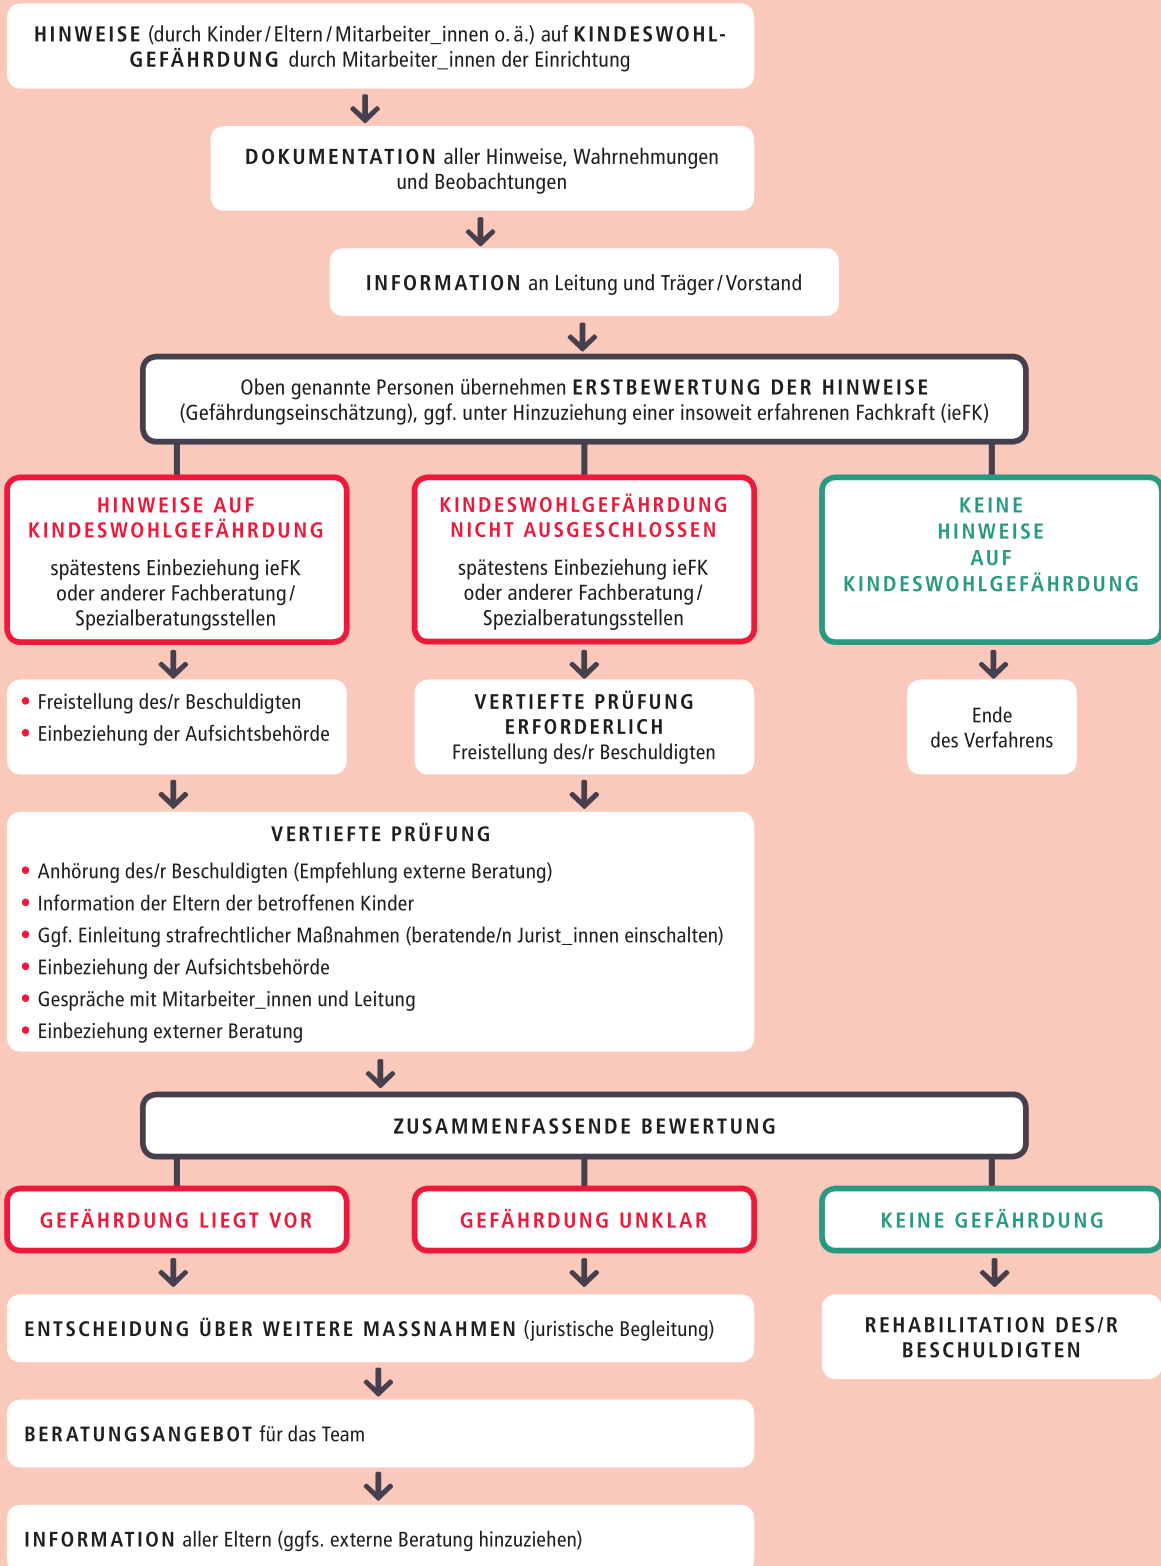 HINWEISE (durch Kinder/Eltern/Mitarbeiter_innen o. ä.) auf KINDESWOHL-
GEFÄHRDUNG durch Mitarbeiter_innen der Einrichtung
DOKUMENTATION aller Hinweise, Wahrnehmungen
und Beobachtungen
INFORMATION an Leitung und Träger/Vorstand
Oben genannte Personen übernehmen ERSTBEWERTUNG DER HINWEISE
(Gefährdungseinschätzung), ggf. unter Hinzuziehung einer insoweit erfahrenen Fachkraft (ieFK)
HINWEISE AUF
KINDESWOHLGEFÄHRDUNG
spätestens Einbeziehung ieFK
oder anderer Fachberatung/
Spezialberatungsstellen
KINDESWOHLGEFÄHRDUNG
NICHT AUSGESCHLOSSEN
spätestens Einbeziehung ieFK
oder anderer Fachberatung/
Spezialberatungsstellen
KEINE
HINWEISE
AUF
KINDESWOHLGEFÄHRDUNG
• Freistellung des/r Beschuldigten
• Einbeziehung der Aufsichtsbehörde
VERTIEFTE PRÜFUNG
ERFORDERLICH
Freistellung des/r Beschuldigten
Ende
des Verfahrens
VERTIEFTE PRÜFUNG
• Anhörung des/r Beschuldigten (Empfehlung externe Beratung)
• Information der Eltern der betroffenen Kinder
• Ggf. Einleitung strafrechtlicher Maßnahmen (beratende/n Jurist_innen einschalten)
• Einbeziehung der Aufsichtsbehörde
• Gespräche mit Mitarbeiter_innen und Leitung
• Einbeziehung externer Beratung
ZUSAMMENFASSENDE BEWERTUNG
GEFÄHRDUNG LIEGT VOR
GEFÄHRDUNG UNKLAR
KEINE GEFÄHRDUNG
ENTSCHEIDUNG ÜBER WEITERE MASSNAHMEN (juristische Begleitung)
REHABILITATION DES/R
BESCHULDIGTEN
BERATUNGSANGEBOT für das Team
INFORMATION aller Eltern (ggfs. externe Beratung hinzuziehen)